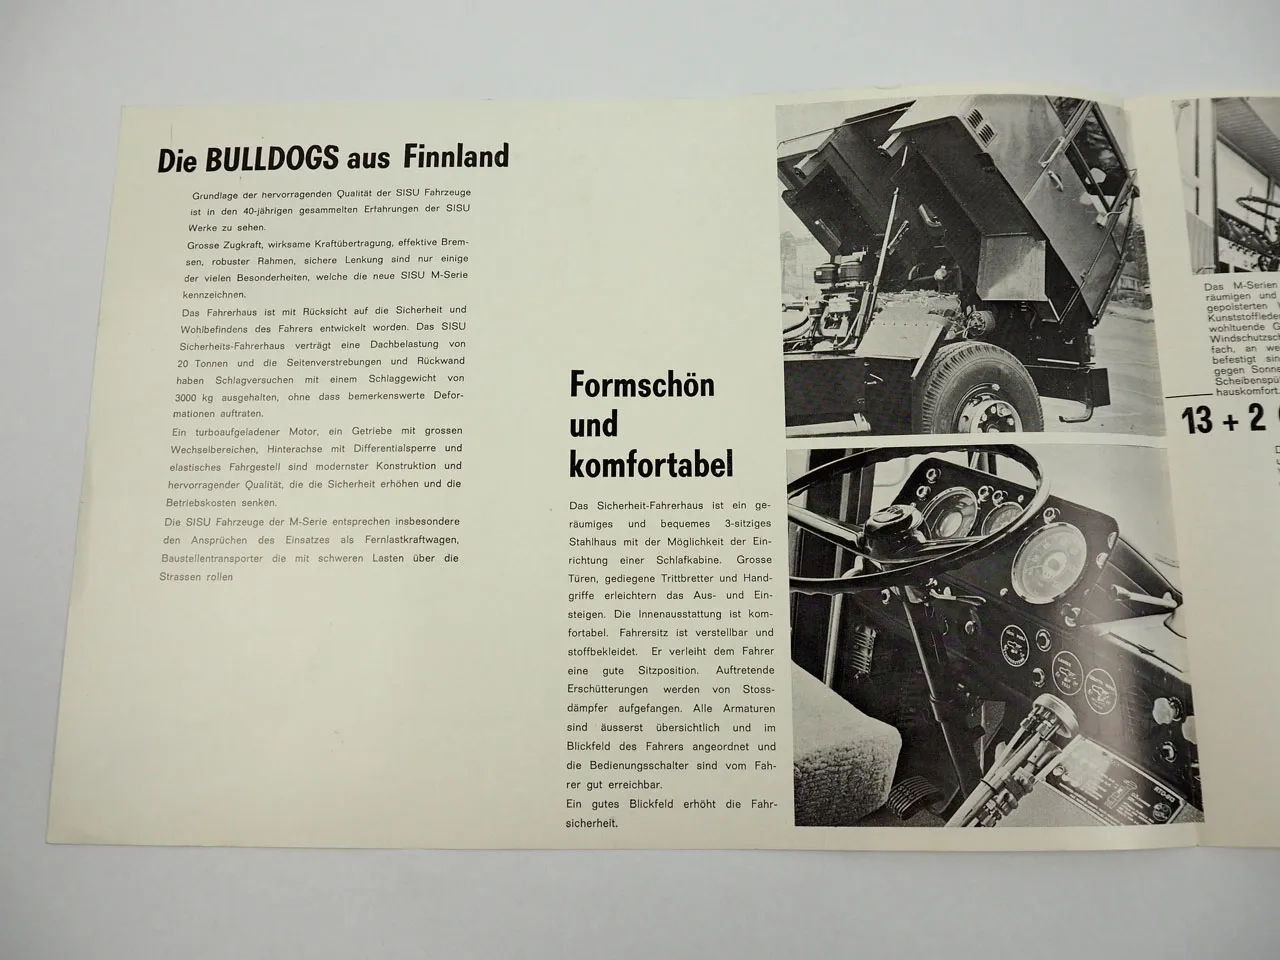 Die BULLDOGS aus Finnland
Grundlage der hervorragenden Qualität der SISU Fahrzeuge
ist in den 40-jährigen gesammelten Erfahrungen der SISU
Werke zu sehen.
Grosse Zugkraft, wirksame Kraftübertragung, effektive Brem-
sen, robuster Rahmen, sichere Lenkung sind nur einige
der vielen Besonderheiten, welche die neue SISU M-Serie
kennzeichnen.
Das Fahrerhaus ist mit Rücksicht auf die Sicherheit und
Wohlbefindens des Fahrers entwickelt worden. Das SISU
Sicherheits-Fahrerhaus verträgt eine Dachbelastung von
20 Tonnen und die Seitenverstrebungen und Rückwand
haben Schlagversuchen mit einem Schlaggewicht von
3000 kg ausgehalten, ohne dass bemerkenswerte Defor-
mationen auftraten.
Ein turboaufgeladener Motor, ein Getriebe mit grossen
Wechselbereichen, Hinterachse mit Differentialsperre und
elastisches Fahrgestell sind modernster Konstruktion und
hervorragender Qualität, die die Sicherheit erhöhen und die
Betriebskosten senken.
Die SISU Fahrzeuge der M-Serie entsprechen insbesondere
den Ansprüchen des Einsatzes als Fernlastkraftwagen,
Baustellentransporter die mit schweren Lasten über die
Strassen rollen
Formschön
und
komfortabel
Das Sicherheit-Fahrerhaus ist ein ge-
räumiges und bequemes 3-sitziges
Stahlhaus mit der Möglichkeit der Ein-
richtung einer Schlafkabine. Grosse
Türen, gediegene Trittbretter und Hand-
griffe erleichtern das Aus- und Ein-
steigen. Die Innenausstattung ist kom-
fortabel. Fahrersitz ist verstellbar und
stoffbekleidet. Er verleiht dem Fahrer
eine gute Sitzposition. Auftretende
Erschütterungen werden von Stoss-
dämpfer aufgefangen. Alle Armaturen
sind äusserst übersichtlich und im
Blickfeld des Fahrers angeordnet und
die Bedienungsschalter sind vom Fah-
rer gut erreichbar.
Ein gutes Blickfeld erhöht die Fahr-
sicherheit.
RTO-913
Das M-Serien
räumigen und
gepolsterten
Kunststoffleder
wohltuende
Windschutzsch
fach, an we
befestigt sin
gegen Sonne
Scheibenspü
hauskomfort.
13 + 2